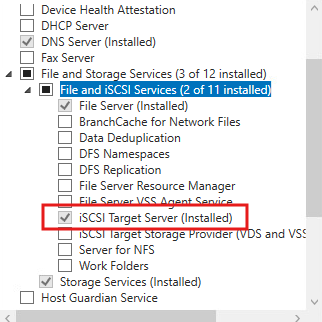 Device Health Attestation
DHCP Server
DNS Server (Installed)
Fax Server
File and Storage Services (3 of 12 installed)
File and iSCSI Services (2 of 11 installed)
File Server (Installed)
BranchCache for Network Files
Data Deduplication
DFS Namespaces
DFS Replication
File Server Resource Manager
File Server VSS Agent Service
iSCSI Target Server (Installed)
iSCSI Target Storage Provider (VDS and VSS
Server for NFS
Work Folders
Storage Services (Installed)
Host Guardian Service